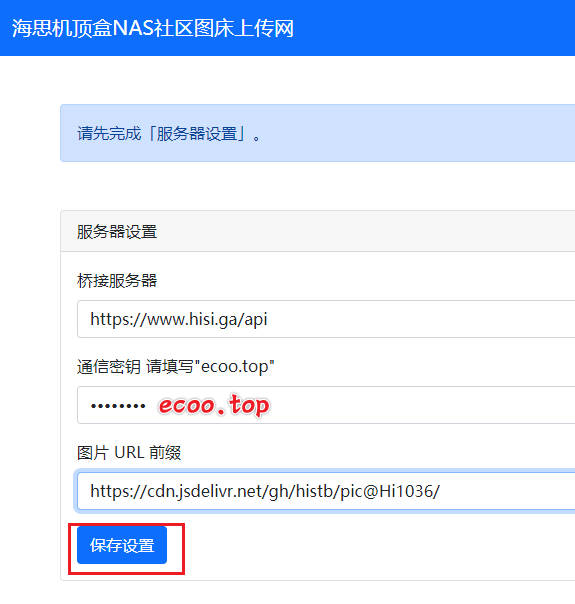 海思机顶盒NAS社区图床上传网
请先完成「服务器设置」。
服务器设置
桥接服务器
https://www.hisi.ga/api
通信密钥 请填写"ecoo.top"
•••••••• ecoo.top
图片 URL 前缀
https://cdn.jsdelivr.net/gh/histb/pic@Hi1036/
保存设置